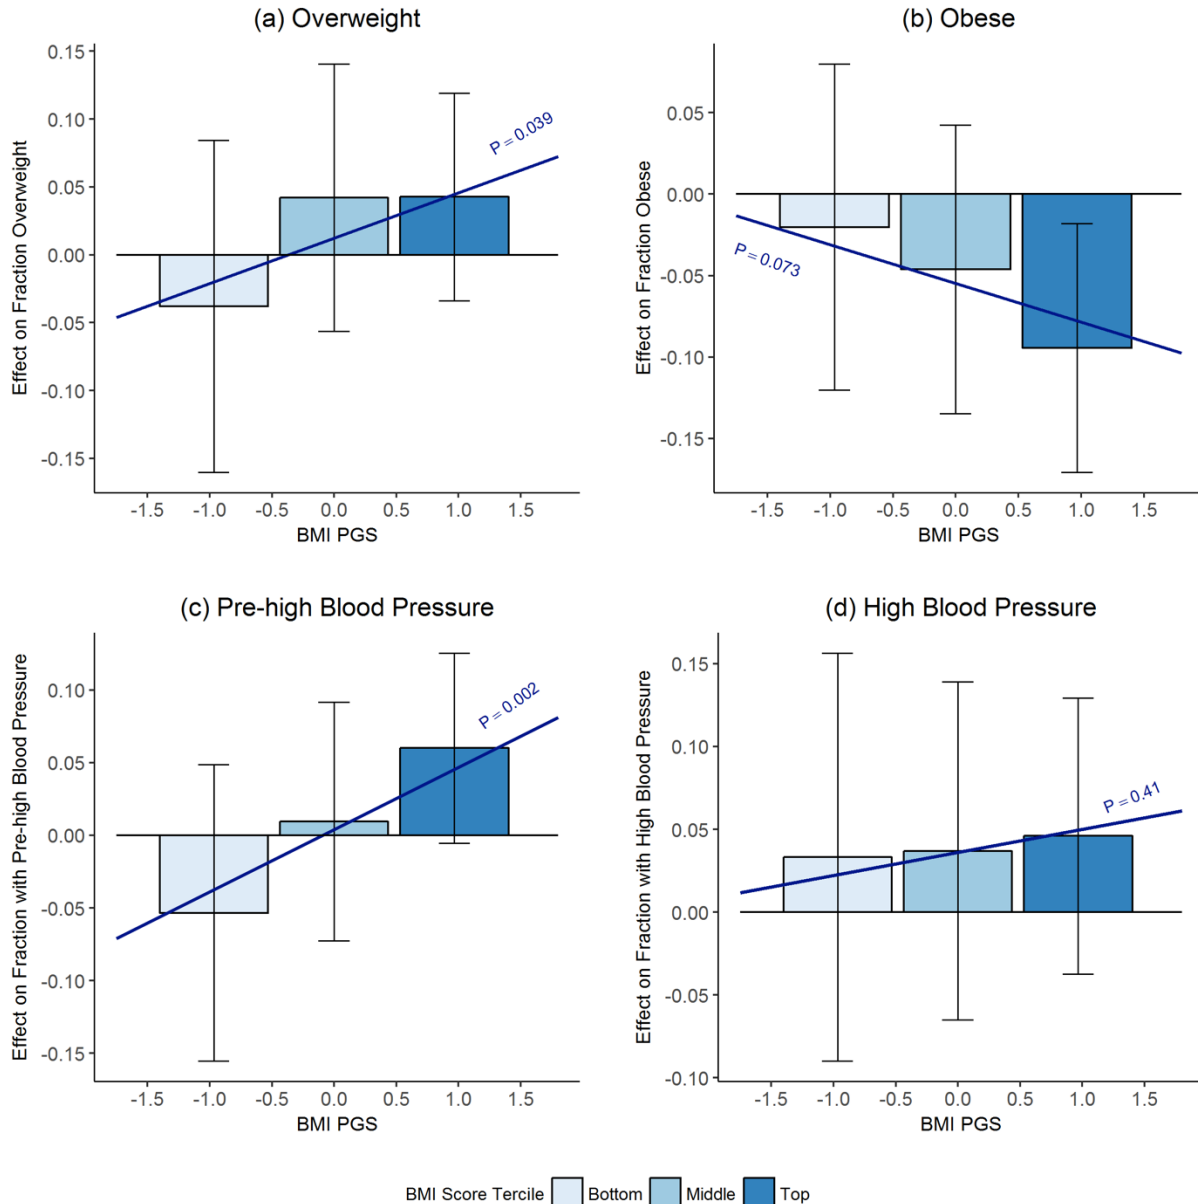 (a) Overweight
Effect on Fraction Overweight
0.15
0.10
0.05
0.00
-0.05
-0.10
-0.15
P = 0.039
-1.5 -1.0 -0.5 0.0 0.5 1.0 1.5
BMI PGS
(b) Obese
Effect on Fraction Obese
0.05
0.00
-0.05
-0.10
-0.15
P = 0.073
-1.5 -1.0 -0.5 0.0 0.5 1.0 1.5
BMI PGS
(c) Pre-high Blood Pressure
Effect on Fraction with Pre-high Blood Pressure
0.10
0.05
0.00
-0.05
-0.10
-0.15
P = 0.002
-1.5 -1.0 -0.5 0.0 0.5 1.0 1.5
BMI PGS
(d) High Blood Pressure
Effect on Fraction with High Blood Pressure
0.15
0.10
0.05
0.00
-0.05
-0.10
P = 0.41
-1.5 -1.0 -0.5 0.0 0.5 1.0 1.5
BMI PGS
BMI Score Tercile Bottom Middle Top